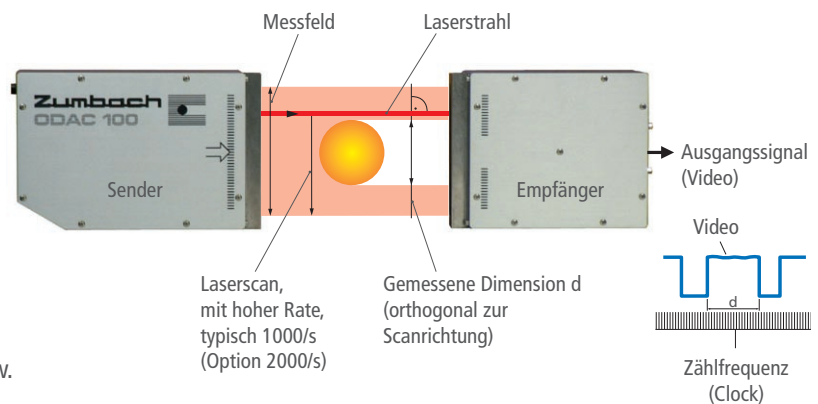 Messfeld
Laserstrahl
Zumbach
ODAC 100
Sender
Empfänger
Ausgangssignal
(Video)
Laserscan,
mit hoher Rate,
typisch 1000/s
(Option 2000/s)
Gemessene Dimension d
(orthogonal zur
Scanrichtung)
Video
d
Zählfrequenz
(Clock)